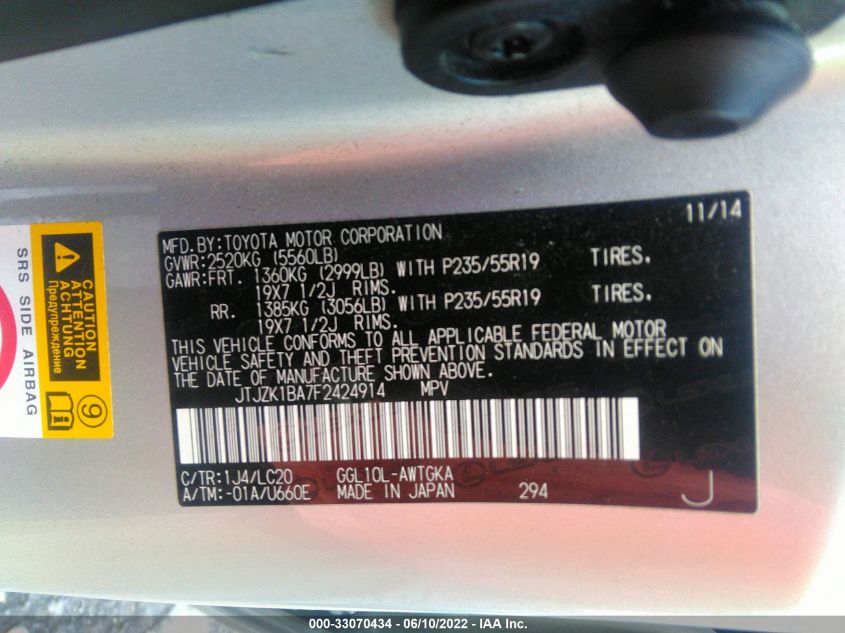 11/14
MFD. BY:TOYOTA MOTOR CORPORATION
GVWR:2520KG (5560LB)
GAWR:FRT. 1360KG (2999LB) WITH P235/55R19 TIRES.
19X7 1/2J RIMS.
RR. 1385KG (3056LB) WITH P235/55R19 TIRES.
19X7 1/2J RIMS.
THIS VEHICLE CONFORMS TO ALL APPLICABLE FEDERAL MOTOR
VEHICLE SAFETY AND THEFT PREVENTION STANDARDS IN EFFECT ON
THE DATE OF MANUFACTURE SHOWN ABOVE.
JTJZK1BA7F2424914 MPV
C/TR:1J4/LC20 GGL10L-AWTGKA
A/TM:-01A/U660E MADE IN JAPAN 294 J
CAUTION
ATTENTION
ACHTUNG
Предупреждение
9
SRS SIDE AIRBAG
000-33070434 - 06/10/2022 - IAA Inc.